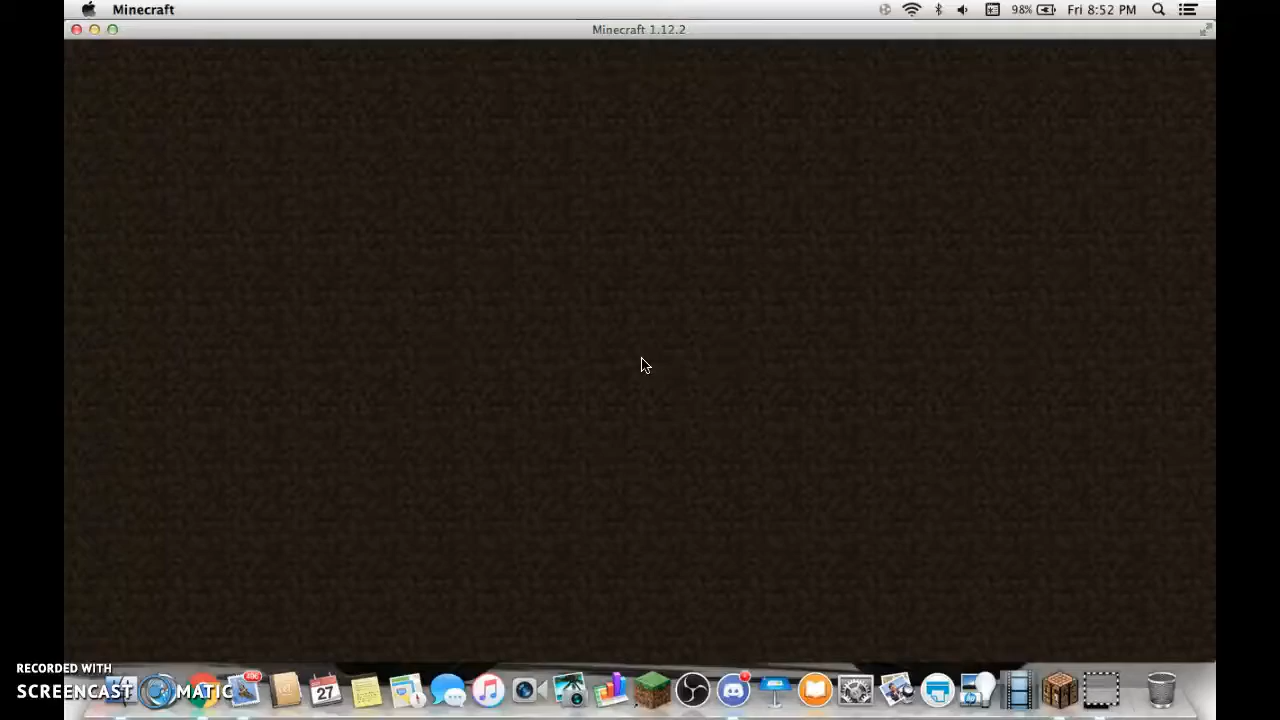 Minecraft
98%
Fri 8:52 PM
Minecraft 1.12.2
27
RECORDED WITH
SCREENCAST MATIC